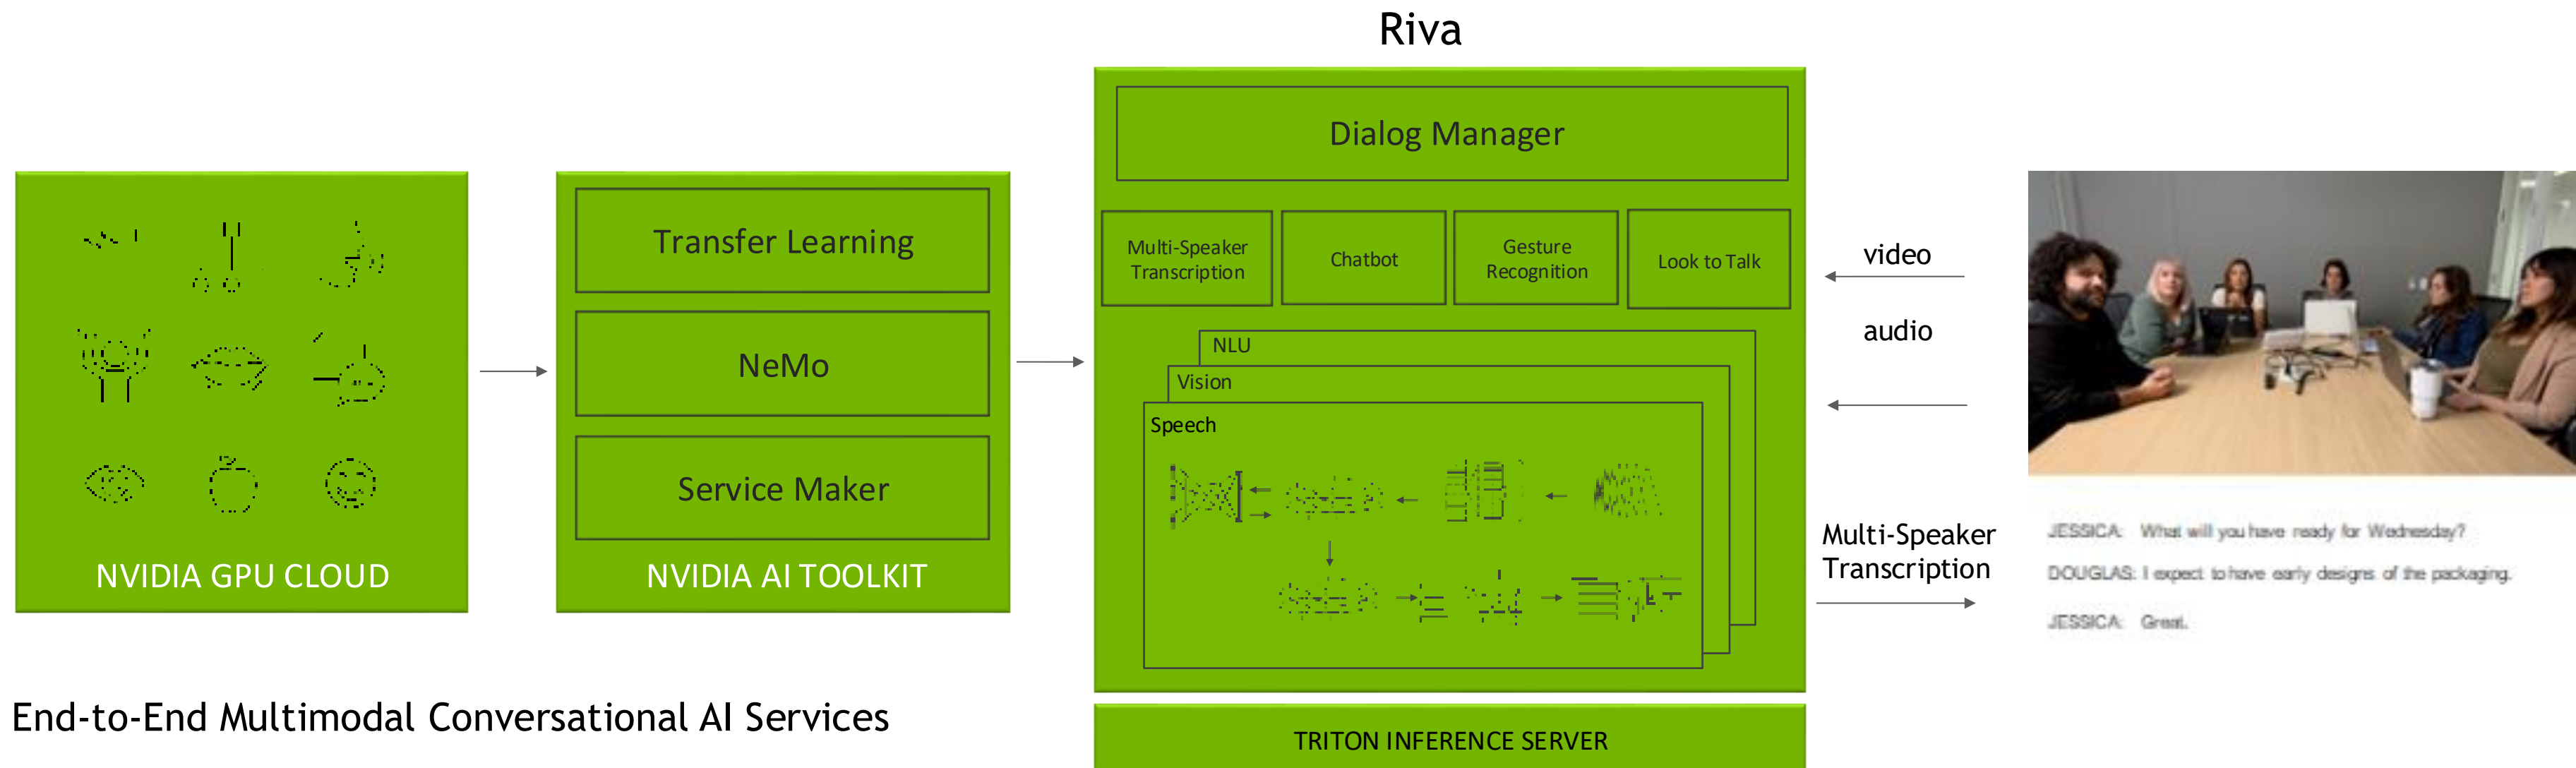 Riva
Dialog Manager
Multi-Speaker
Transcription
Chatbot
Gesture
Recognition
Look to Talk
NLU
Vision
Speech
Transfer Learning
NeMo
Service Maker
NVIDIA GPU CLOUD
NVIDIA AI TOOLKIT
video
audio
Multi-Speaker
Transcription
JESSICA: What will you have ready for Wednesday?
DOUGLAS: I expect to have early designs of the packaging.
JESSICA: Great.
End-to-End Multimodal Conversational AI Services
TRITON INFERENCE SERVER